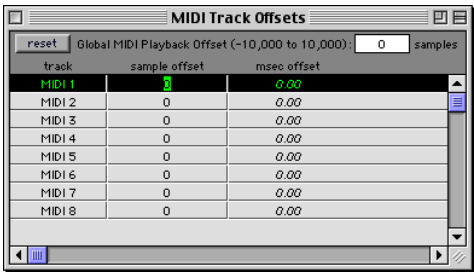 MIDI Track Offsets
reset Global MIDI Playback Offset (-10,000 to 10,000): 0 samples
track sample offset msec offset
MIDI 1 0 0.00
MIDI 2 0 0.00
MIDI 3 0 0.00
MIDI 4 0 0.00
MIDI 5 0 0.00
MIDI 6 0 0.00
MIDI 7 0 0.00
MIDI 8 0 0.00